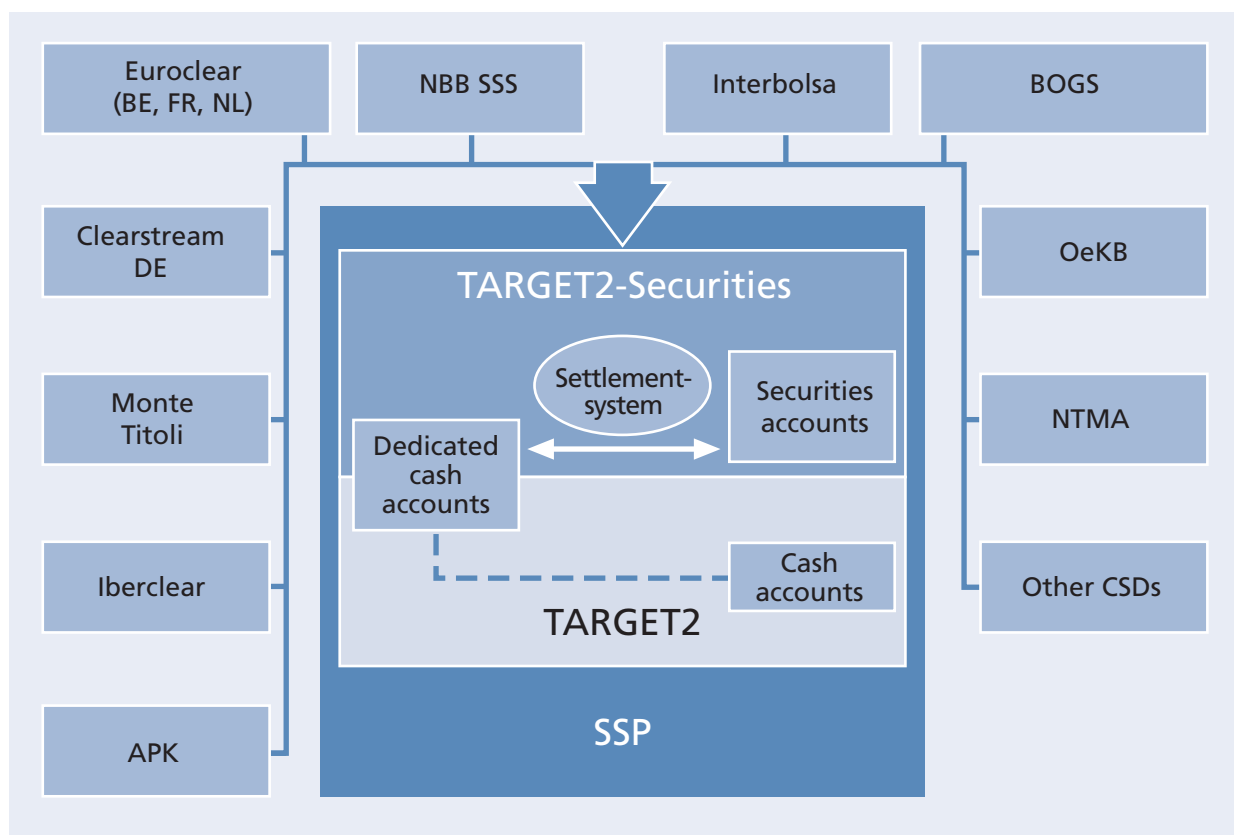 Euroclear
(BE, FR, NL)
NBB SSS
Interbolsa
BOGS
Clearstream
DE
Monte
Titoli
Iberclear
APK
TARGET2-Securities
Settlement-
system
Securities
accounts
Dedicated
cash
accounts
Cash
accounts
TARGET2
SSP
OeKB
NTMA
Other CSDs